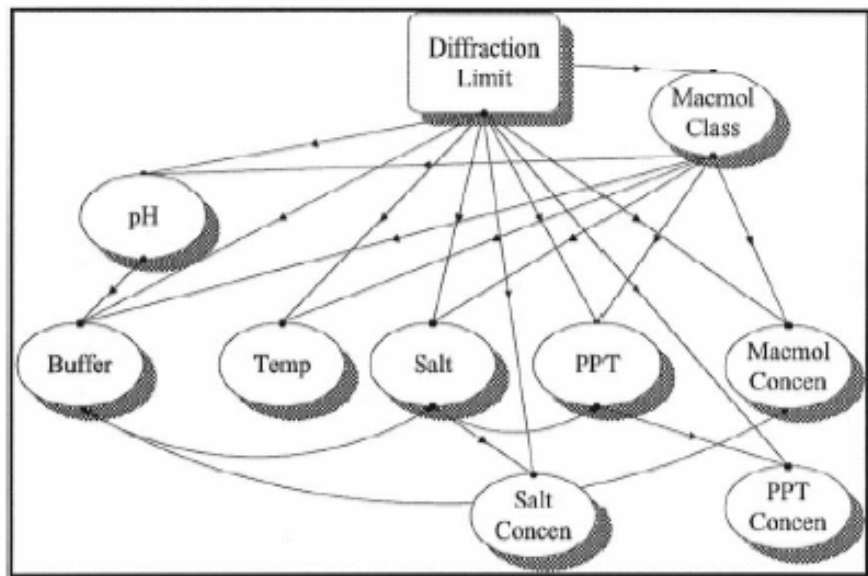 Diffraction
Limit
Macmol
Class
pH
Buffer
Temp
Salt
PPT
Macmol
Concen
Salt
Concen
PPT
Concen